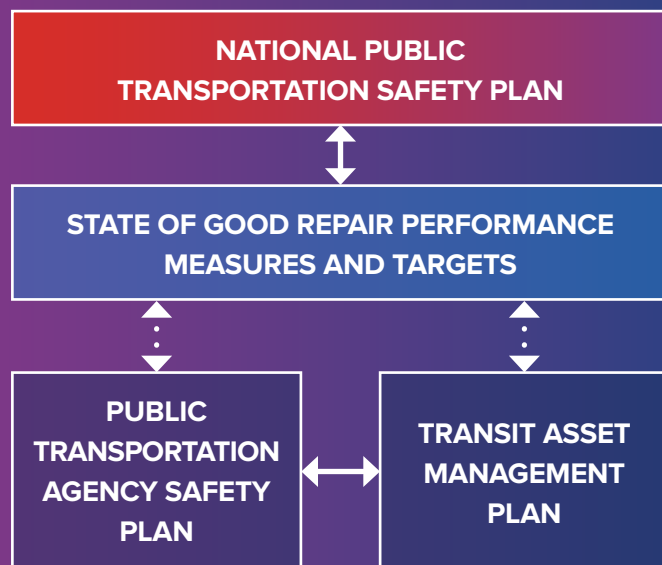 NATIONAL PUBLIC
TRANSPORTATION SAFETY PLAN
STATE OF GOOD REPAIR PERFORMANCE
MEASURES AND TARGETS
PUBLIC
TRANSPORTATION
AGENCY SAFETY
PLAN
TRANSIT ASSET
MANAGEMENT
PLAN